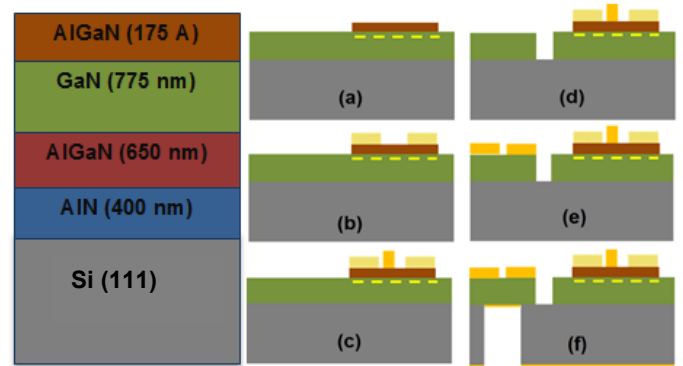 AlGaN (175 A)
GaN (775 nm)
AlGaN (650 nm)
AlN (400 nm)
Si (111)
(a)
(b)
(c)
(d)
(e)
(f)